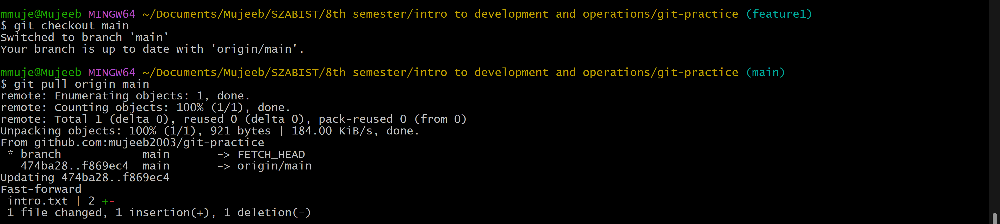 mmuje@Mujeeb MINGW64 ~/Documents/Mujeeb/SZABIST/8th semester/intro to development and operations/git-practice (feature1)
$ git checkout main
Switched to branch 'main'
Your branch is up to date with 'origin/main'.
mmuje@Mujeeb MINGW64 ~/Documents/Mujeeb/SZABIST/8th semester/intro to development and operations/git-practice (main)
$ git pull origin main
remote: Enumerating objects: 1, done.
remote: Counting objects: 100% (1/1), done.
remote: Total 1 (delta 0), reused 0 (delta 0), pack-reused 0 (from 0)
Unpacking objects: 100% (1/1), 921 bytes | 184.00 KiB/s, done.
From github.com:mujeeb2003/git-practice
 * branch            main       -> FETCH_HEAD
   474ba28..f869ec4  main       -> origin/main
Updating 474ba28..f869ec4
Fast-forward
 intro.txt | 2 +-
 1 file changed, 1 insertion(+), 1 deletion(-)